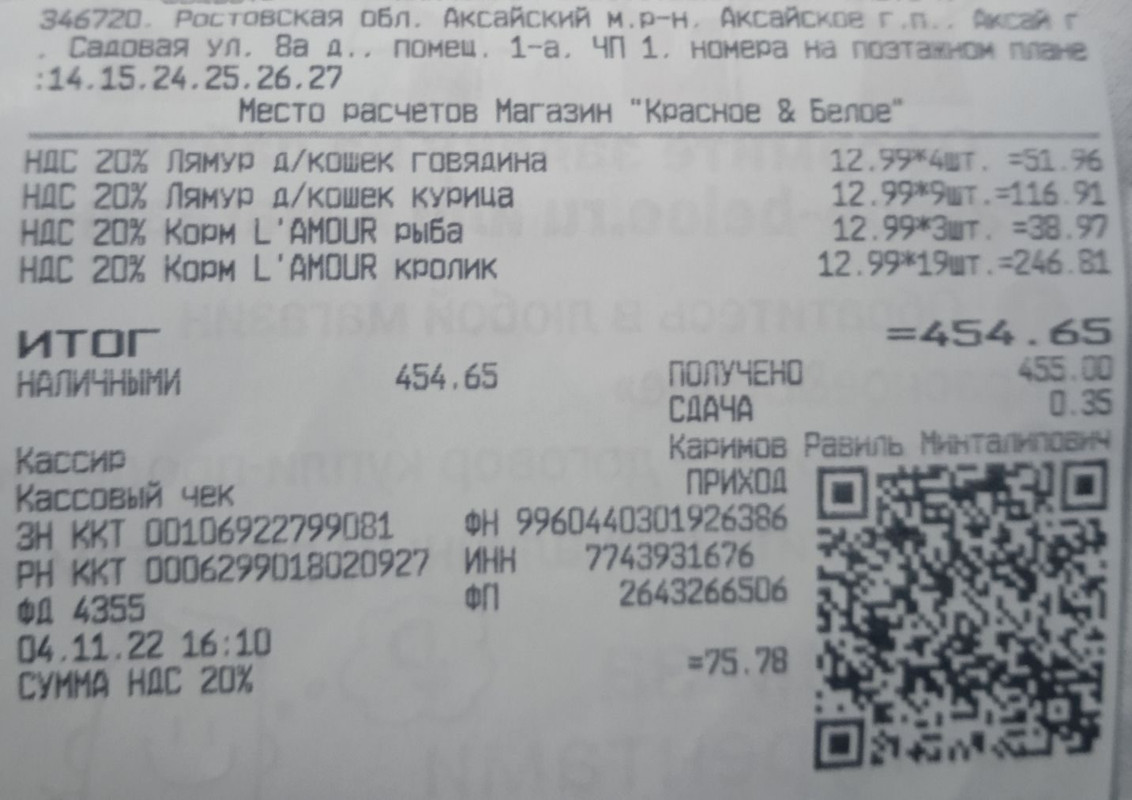 346720. Ростовская обл. Аксайский м.р-н. Аксайское г.п.. Аксай г
. Садовая ул. 8а д.. помещ. 1-а. ЧП 1. номера на поэтажном плане
:14.15.24.25.26.27
Место расчетов Магазин "Красное & Белое"
НДС 20% Лямур д/кошек говядина 12.99*4шт. =51.96
НДС 20% Лямур д/кошек курица 12.99*9шт.=116.91
НДС 20% Корм L'AMOUR рыба 12.99*3шт. =38.97
НДС 20% Корм L'AMOUR кролик 12.99*19шт.=246.81
ИТОГ =454.65
НАЛИЧНЫМИ 454.65 ПОЛУЧЕНО 455.00
СДАЧА 0.35
Кассир Каримов Равиль Минталипович
Кассовый чек ПРИХОД
ЗН ККТ 00106922799081 ФН 9960440301926386
РН ККТ 0006299018020927 ИНН 7743931676
ФД 4355 ФП 2643266506
04.11.22 16:10
СУММА НДС 20% =75.78